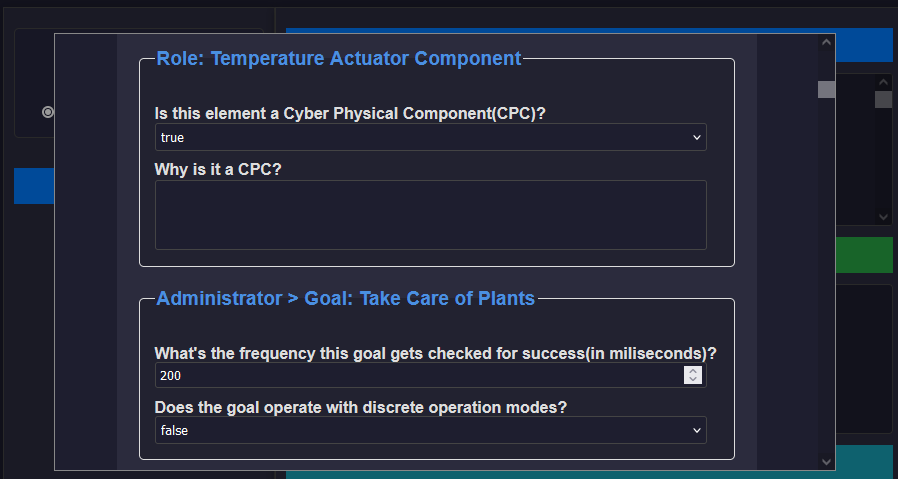 Role: Temperature Actuator Component
Is this element a Cyber Physical Component(CPC)?
true
Why is it a CPC?
Administrator > Goal: Take Care of Plants
What's the frequency this goal gets checked for success(in miliseconds)?
200
Does the goal operate with discrete operation modes?
false